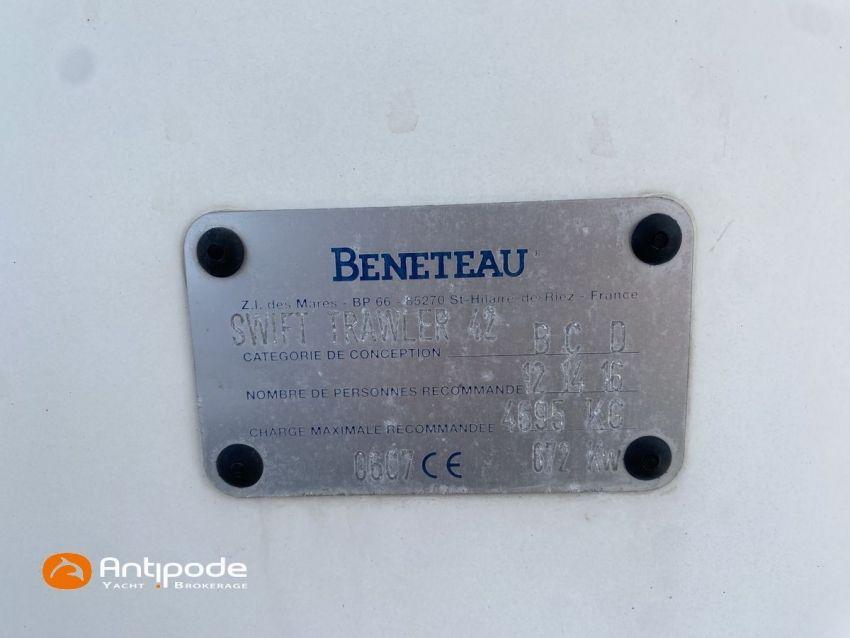 BENETEAU
Z.I. des Mares - BP 66 - 85270 St-Hilaire-de-Riez - France
SWIFT TRAWLER 42
CATEGORIE DE CONCEPTION B C D
NOMBRE DE PERSONNES RECOMMANDE 12 14 16
CHARGE MAXIMALE RECOMMANDEE 4695 KG
0607 CE 672 KW
Antipode
YACHT BROKERAGE